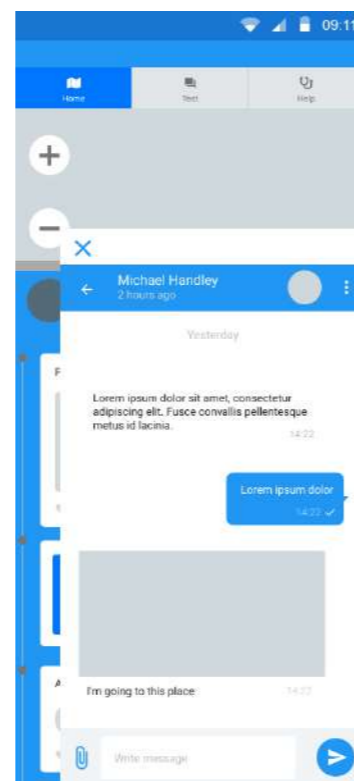 09:11
Home
Text
Help
Michael Handley
2 hours ago
Yesterday
F
Lorem ipsum dolor sit amet, consectetur
adipiscing elit. Fusce convallis pellentesque
metus id lacinia.
14:22
Lorem ipsum dolor
14:22
A
I'm going to this place
14:22
Write message